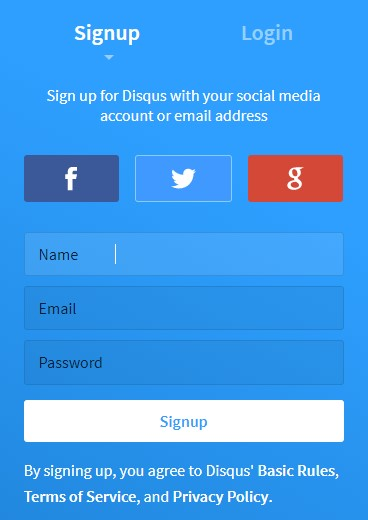 Signup Login
Sign up for Disqus with your social media
account or email address
f g
Name
Email
Password
Signup
By signing up, you agree to Disqus' Basic Rules,
Terms of Service, and Privacy Policy.